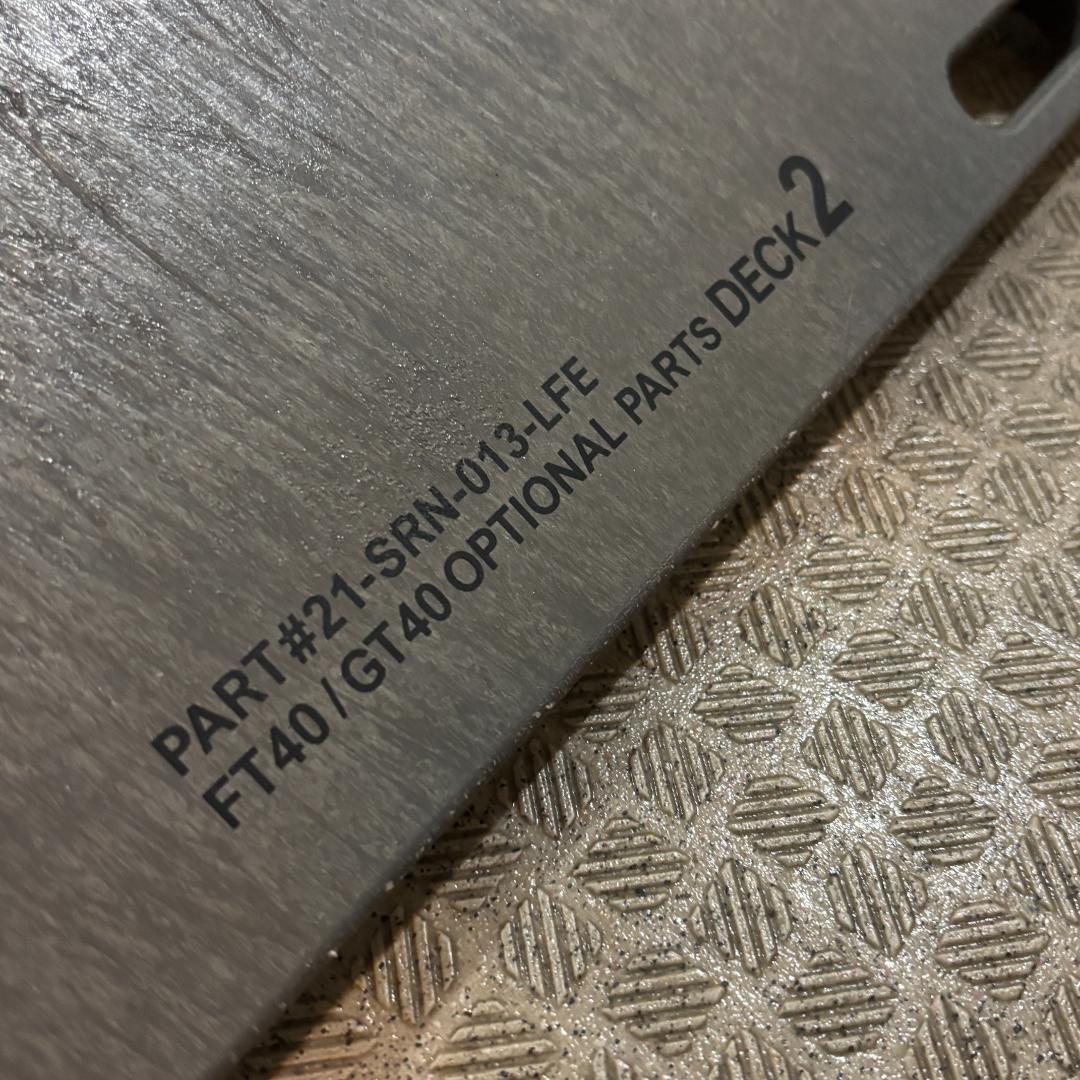 PART #21-SRN-013-LFE
FT40 / GT40 OPTIONAL PARTS DECK 2